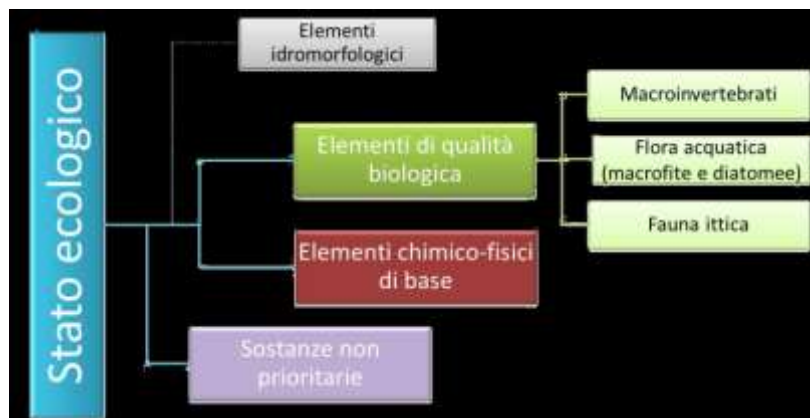 Stato ecologico
Elementi
idromorfologici
Elementi di qualità
biologica
Macroinvertebrati
Flora acquatica
(macrofite e diatomee)
Fauna ittica
Elementi chimico-fisici
di base
Sostanze non
prioritarie